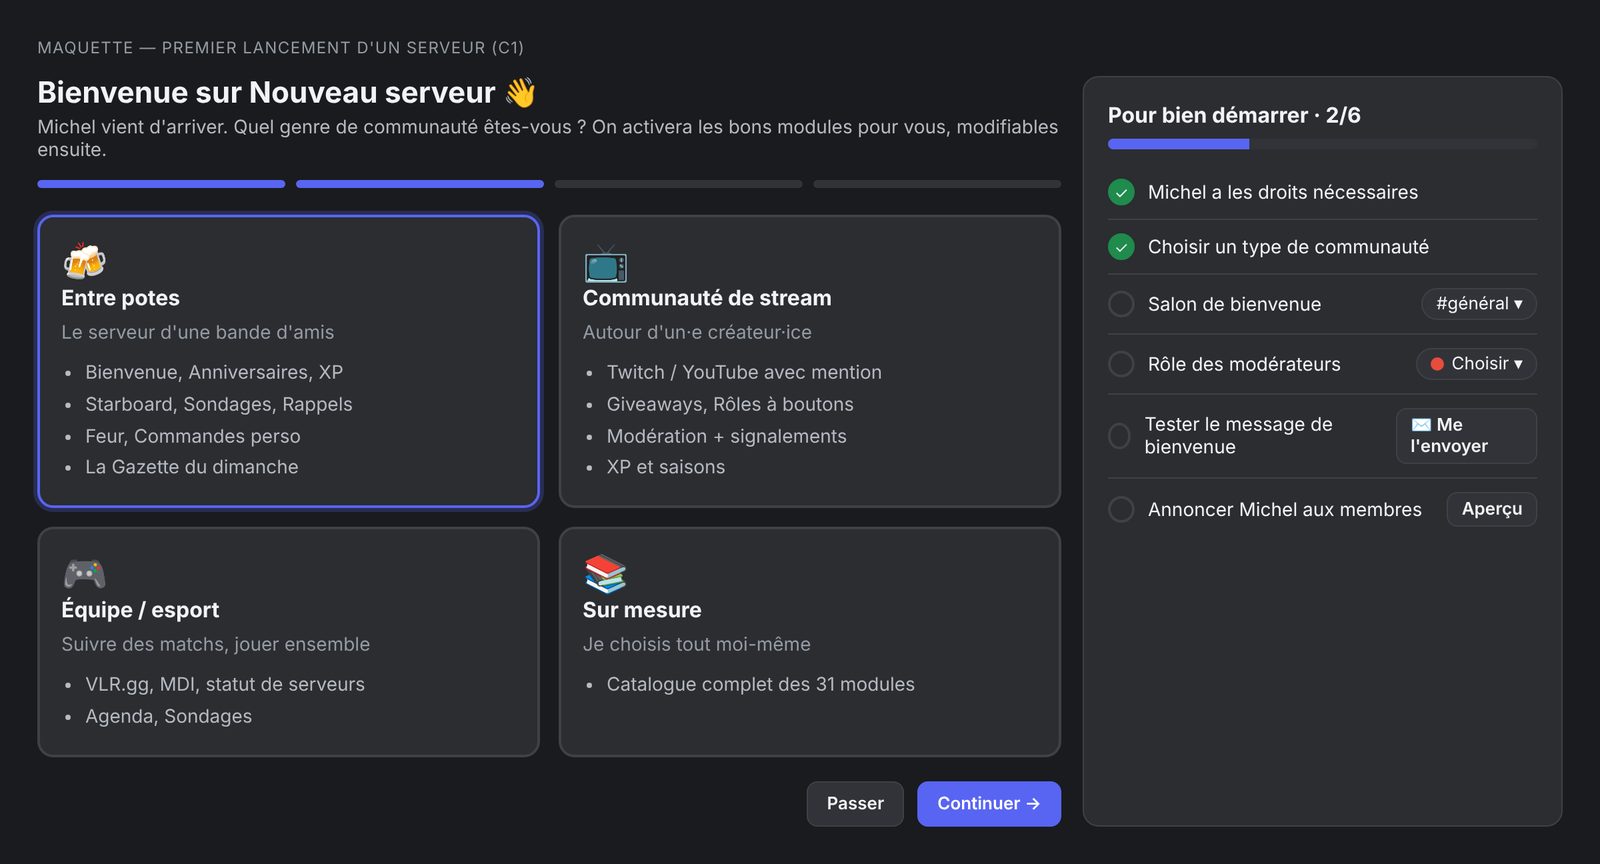 MAQUETTE — PREMIER LANCEMENT D'UN SERVEUR (C1)
Bienvenue sur Nouveau serveur 👋
Michel vient d'arriver. Quel genre de communauté êtes-vous ? On activera les bons modules pour vous, modifiables
ensuite.
Entre potes
Le serveur d'une bande d'amis
• Bienvenue, Anniversaires, XP
• Starboard, Sondages, Rappels
• Feur, Commandes perso
• La Gazette du dimanche
Communauté de stream
Autour d'un·e créateur·ice
• Twitch / YouTube avec mention
• Giveaways, Rôles à boutons
• Modération + signalements
• XP et saisons
Équipe / esport
Suivre des matchs, jouer ensemble
• VLR.gg, MDI, statut de serveurs
• Agenda, Sondages
Sur mesure
Je choisis tout moi-même
• Catalogue complet des 31 modules
Passer
Continuer →
Pour bien démarrer · 2/6
Michel a les droits nécessaires
Choisir un type de communauté
Salon de bienvenue
#général ▾
Rôle des modérateurs
Choisir ▾
Tester le message de
bienvenue
✉️ Me
l'envoyer
Annoncer Michel aux membres
Aperçu